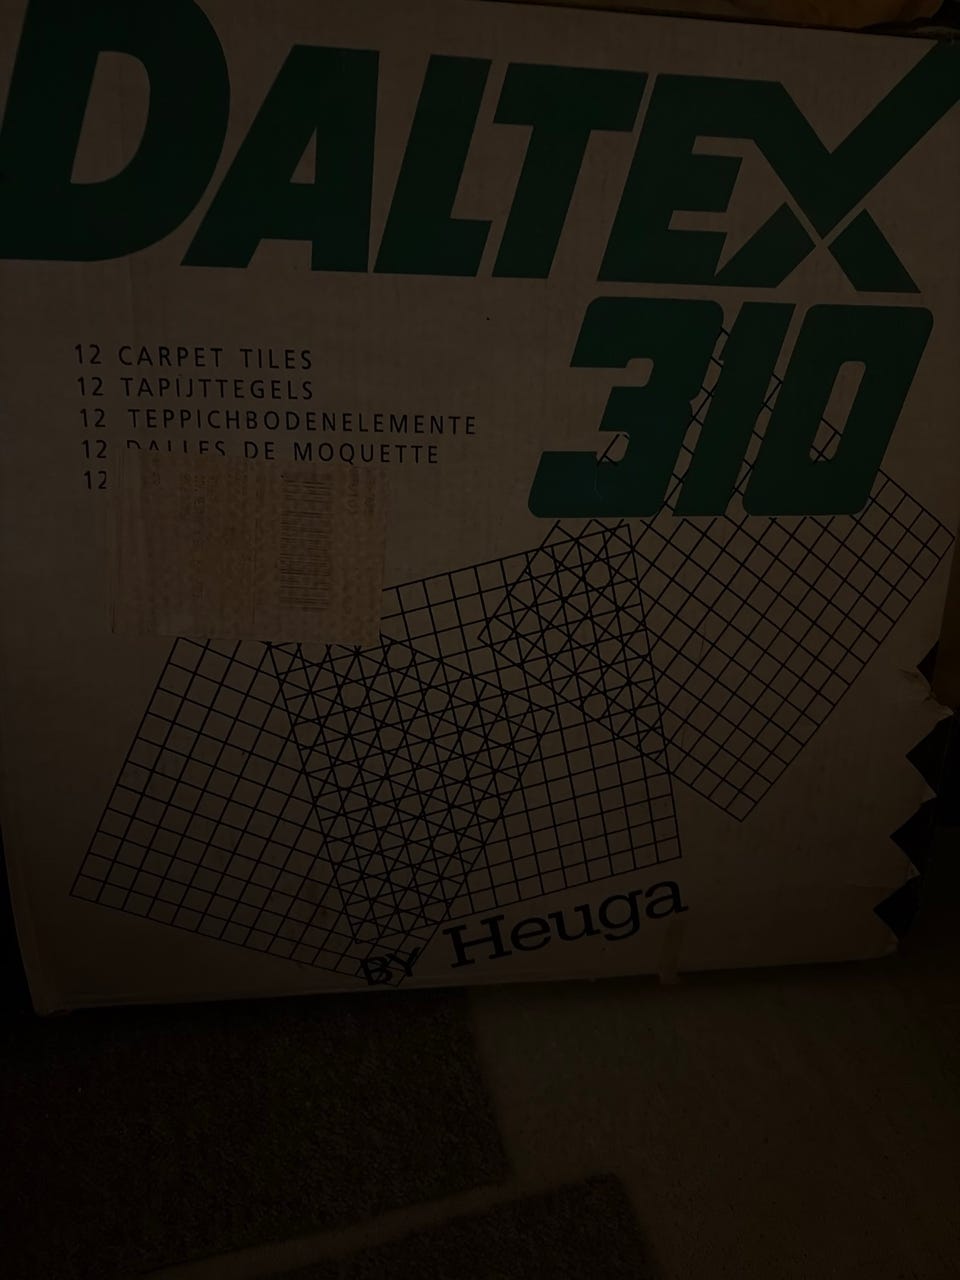 DALTEX
310
12 CARPET TILES
12 TAPIJTTEGELS
12 TEPPICHBODENELEMENTE
12 DALLES DE MOQUETTE
12
BY Heuga